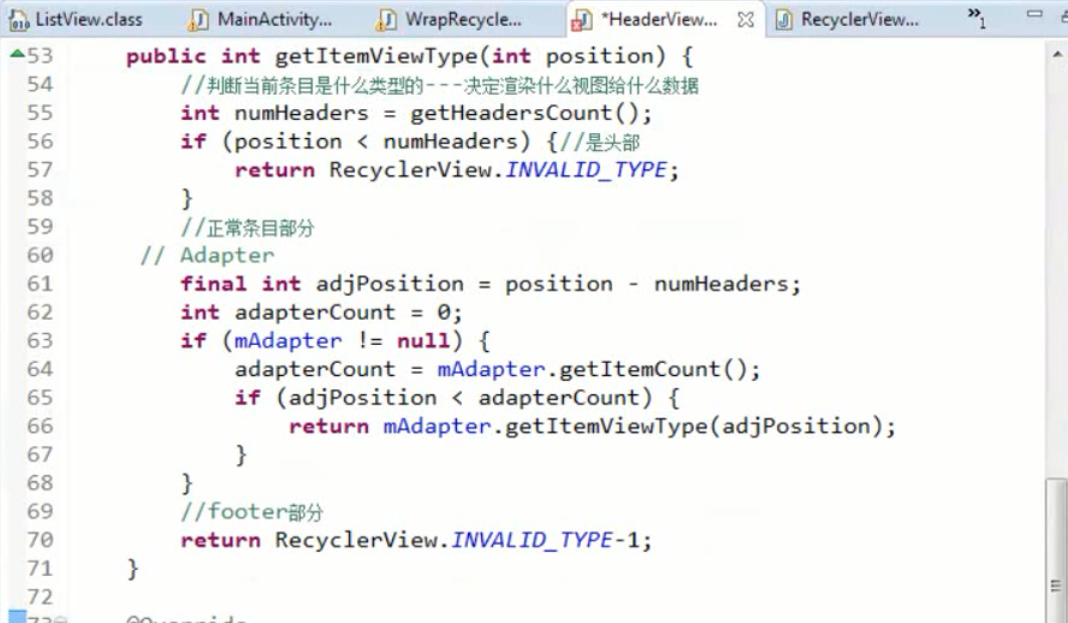 ListView.class MainActivity... WrapRecycle... *HeaderView... RecyclerView... »1
53 public int getItemViewType(int position) {
54 //判断当前条目是什么类型的---决定渲染什么视图给什么数据
55 int numHeaders = getHeadersCount();
56 if (position < numHeaders) {//是头部
57 return RecyclerView.INVALID_TYPE;
58 }
59 //正常条目部分
60 // Adapter
61 final int adjPosition = position - numHeaders;
62 int adapterCount = 0;
63 if (mAdapter != null) {
64 adapterCount = mAdapter.getItemCount();
65 if (adjPosition < adapterCount) {
66 return mAdapter.getItemViewType(adjPosition);
67 }
68 }
69 //footer部分
70 return RecyclerView.INVALID_TYPE-1;
71 }
72
73 @Override